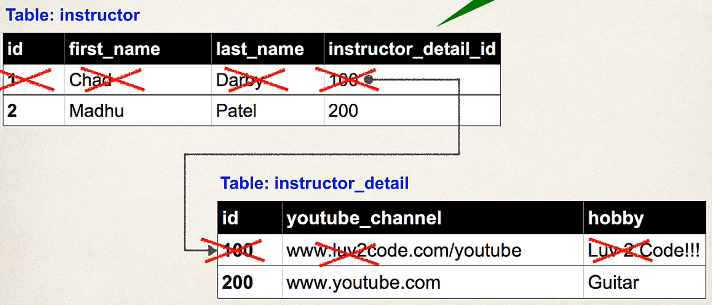 Table: instructor
id first_name last_name instructor_detail_id
1 Chad Darby 100
2 Madhu Patel 200
Table: instructor_detail
id youtube_channel hobby
100 www.luv2code.com/youtube Luv 2 Code!!!
200 www.youtube.com Guitar